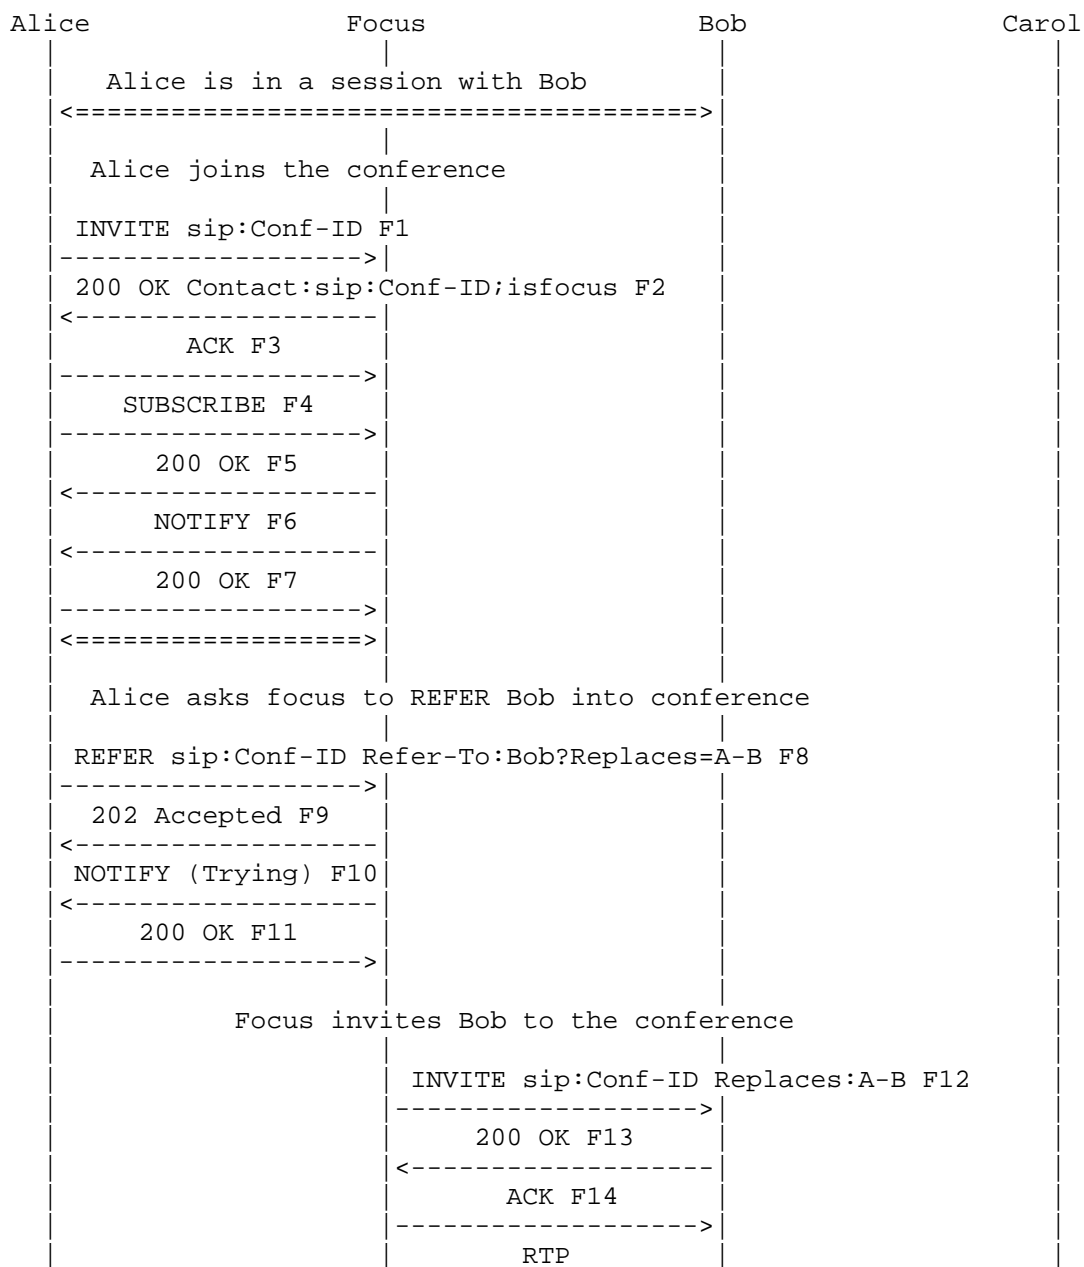 Alice Focus Bob Carol
Alice is in a session with Bob
<=======================================>
Alice joins the conference
INVITE sip:Conf-ID F1
------------------->
200 OK Contact:sip:Conf-ID;isfocus F2
<-------------------
ACK F3
------------------->
SUBSCRIBE F4
------------------->
200 OK F5
<-------------------
NOTIFY F6
<-------------------
200 OK F7
------------------->
<==================>
Alice asks focus to REFER Bob into conference
REFER sip:Conf-ID Refer-To:Bob?Replaces=A-B F8
------------------->
202 Accepted F9
<-------------------
NOTIFY (Trying) F10
<-------------------
200 OK F11
------------------->
Focus invites Bob to the conference
INVITE sip:Conf-ID Replaces:A-B F12
------------------->
200 OK F13
<-------------------
ACK F14
------------------->
RTP